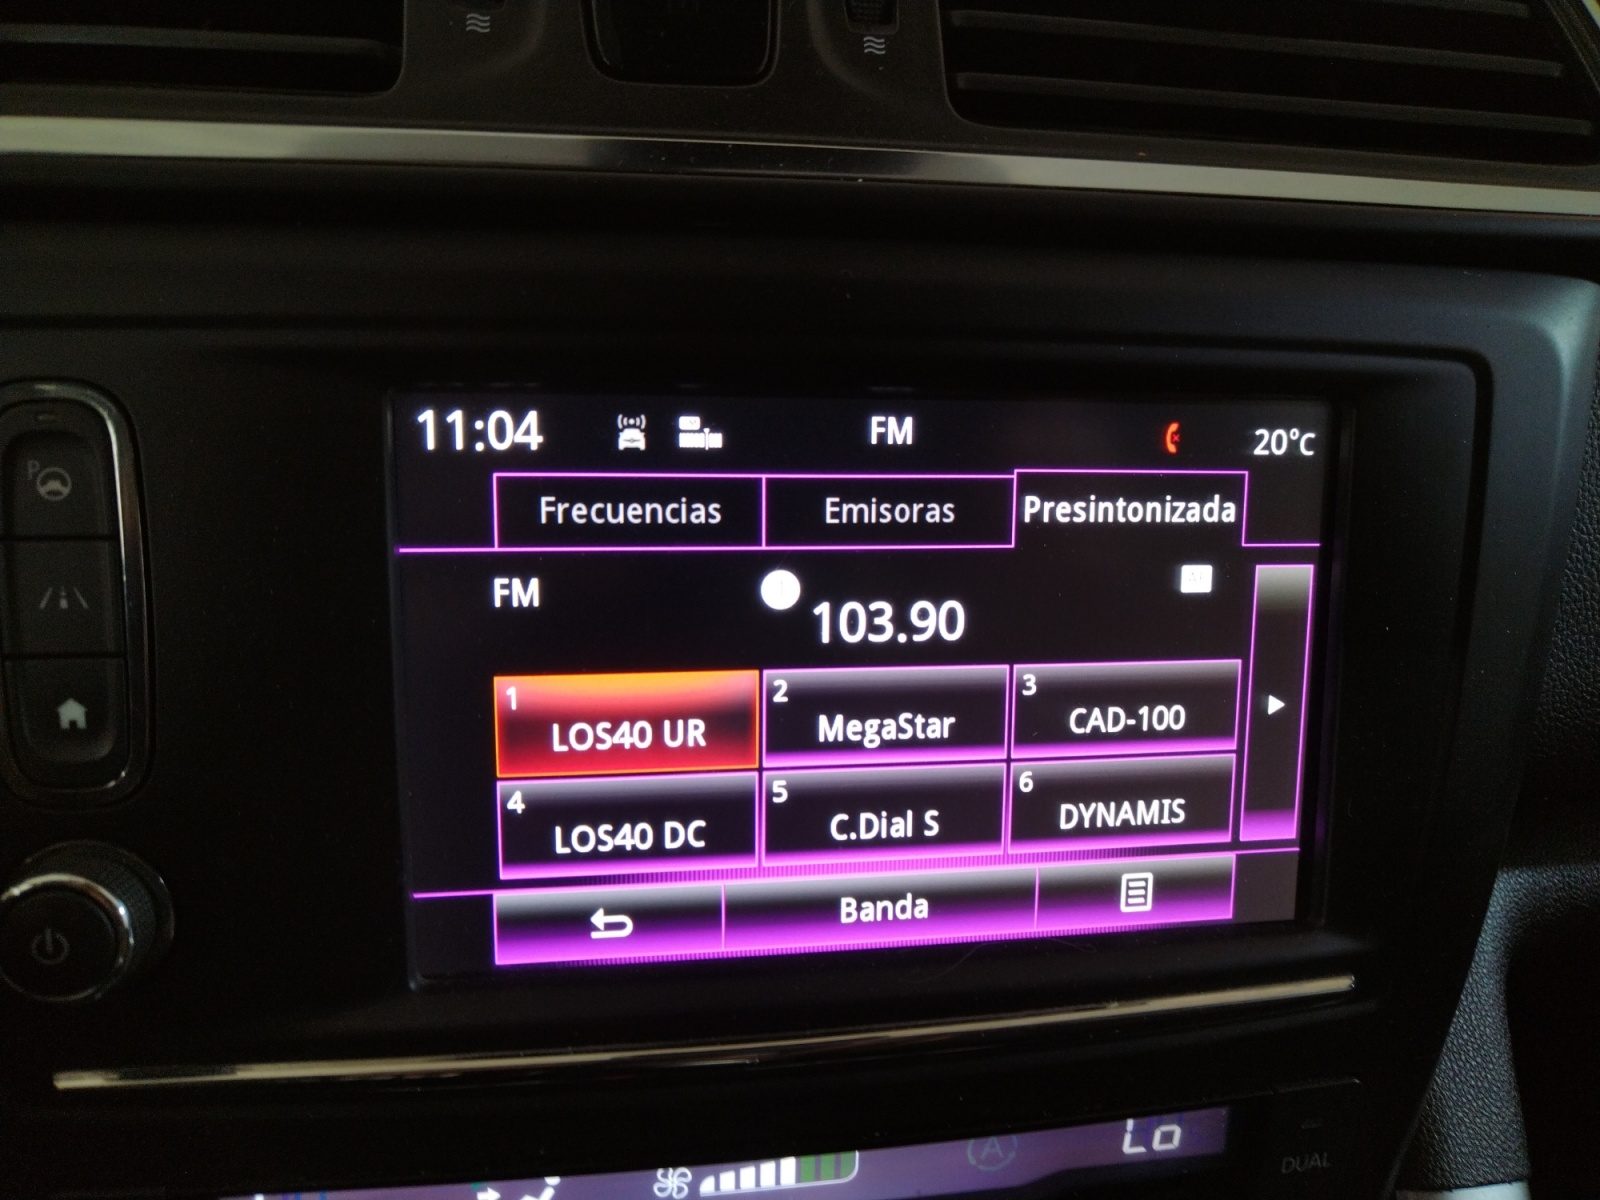 11:04 FM 20°C
Frecuencias Emisoras Presintonizada
FM
1 103.90
1 LOS40 UR
2 MegaStar
3 CAD-100
4 LOS40 DC
5 C.Dial S
6 DYNAMIS
Banda
Lo
DUAL